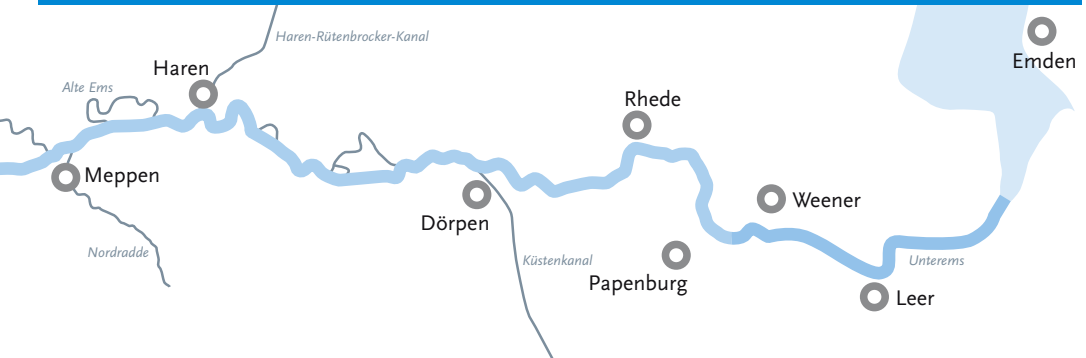 Haren-Rütenbrocker-Kanal
Emden
Haren
Alte Ems
Rhede
Meppen
Weener
Dörpen
Nordradde
Küstenkanal
Unterems
Papenburg
Leer